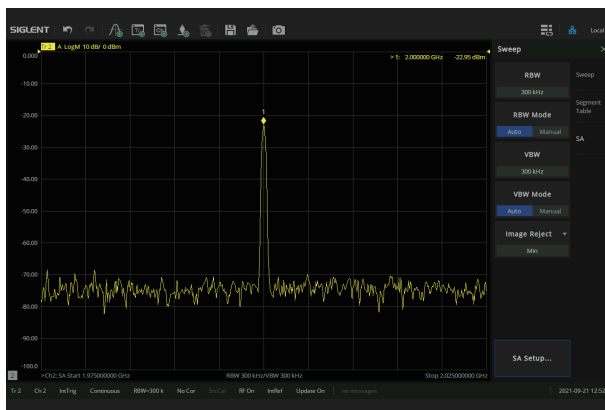 SIGLENT
Local
Tr 2 A LogM 10 dB/ 0 dBm
> 1: 2.000000 GHz -22.95 dBm
0.000
-10.00
-20.00
-30.00
-40.00
-50.00
-60.00
-70.00
-80.00
-90.00
-100.0
1
2
>Ch2: SA Start 1.975000000 GHz
RBW 300 kHz/VBW 300 kHz
Stop 2.025000000 GHz
Sweep
RBW
300 kHz
RBW Mode
Auto Manual
VBW
300 kHz
VBW Mode
Auto Manual
Image Reject
Min
SA Setup...
Sweep
Segment
Table
SA
Tr 2 Ch 2 IntTrig Continuous RBW=300 k No Cor SrcCal RF On IntRef Update On no messages 2021-09-21 12:52